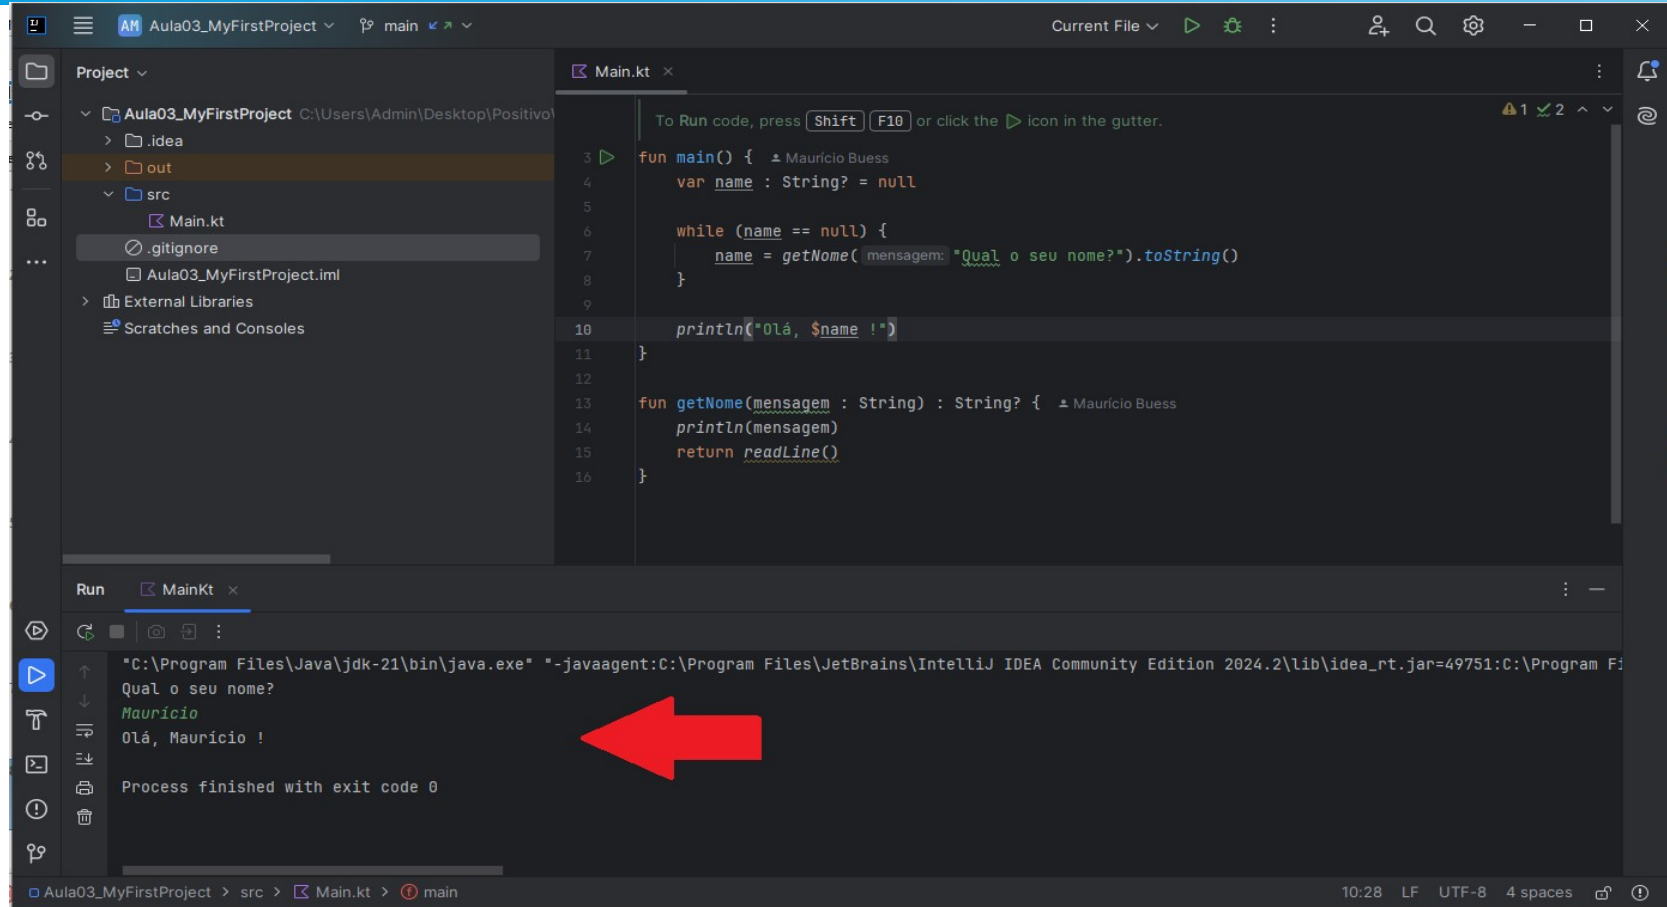 AM Aula03_MyFirstProject main Current File
Project
Main.kt
Aula03_MyFirstProject C:\Users\Admin\Desktop\Positivo\
.idea
out
src
Main.kt
.gitignore
Aula03_MyFirstProject.iml
External Libraries
Scratches and Consoles
To Run code, press Shift F10 or click the icon in the gutter.
1 2
3 fun main() { Maurício Buess
4 var name : String? = null
5
6 while (name == null) {
7 name = getNome( mensagem: "Qual o seu nome?").toString()
8 }
9
10 println("Olá, $name !")
11 }
12
13 fun getNome(mensagem : String) : String? { Maurício Buess
14 println(mensagem)
15 return readLine()
16 }
Run MainKt
"C:\Program Files\Java\jdk-21\bin\java.exe" "-javaagent:C:\Program Files\JetBrains\IntelliJ IDEA Community Edition 2024.2\lib\idea_rt.jar=49751:C:\Program Fi
Qual o seu nome?
Maurício
Olá, Maurício !
Process finished with exit code 0
Aula03_MyFirstProject > src > Main.kt > main 10:28 LF UTF-8 4 spaces